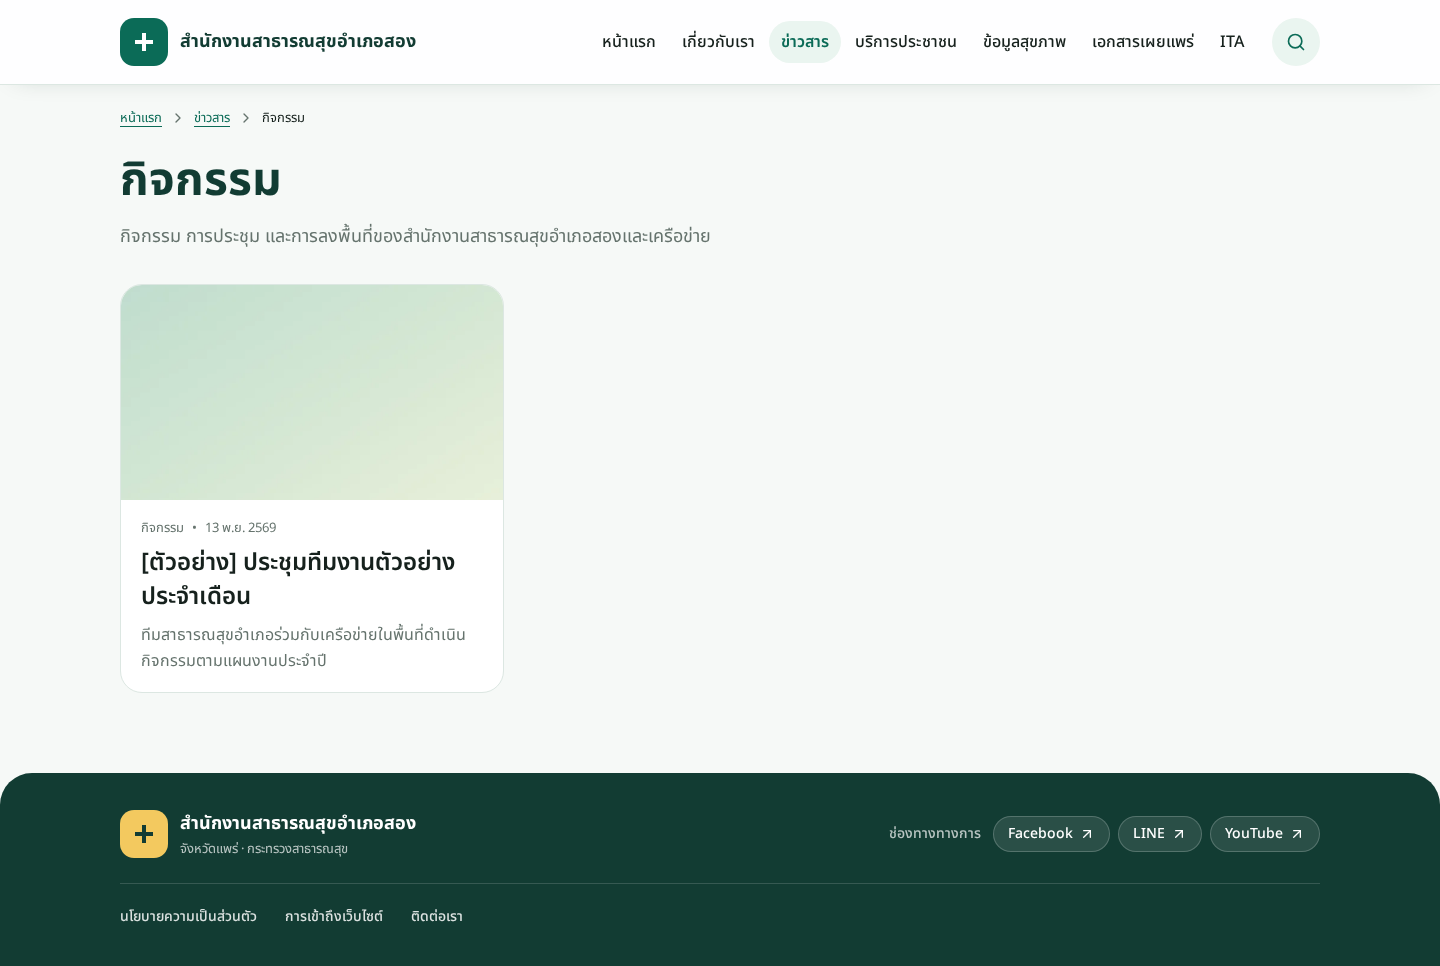 สำนักงานสาธารณสุขอำเภอสอง
หน้าแรก
เกี่ยวกับเรา
ข่าวสาร
บริการประชาชน
ข้อมูลสุขภาพ
เอกสารเผยแพร่
ITA
หน้าแรก
ข่าวสาร
กิจกรรม
กิจกรรม
กิจกรรม การประชุม และการลงพื้นที่ของสำนักงานสาธารณสุขอำเภอสองและเครือข่าย
กิจกรรม • 13 พ.ย. 2569
[ตัวอย่าง] ประชุมทีมงานตัวอย่าง
ประจำเดือน
ทีมสาธารณสุขอำเภอร่วมกับเครือข่ายในพื้นที่ดำเนิน
กิจกรรมตามแผนงานประจำปี
สำนักงานสาธารณสุขอำเภอสอง
จังหวัดแพร่ · กระทรวงสาธารณสุข
ช่องทางทางการ
Facebook
LINE
YouTube
นโยบายความเป็นส่วนตัว
การเข้าถึงเว็บไซต์
ติดต่อเรา